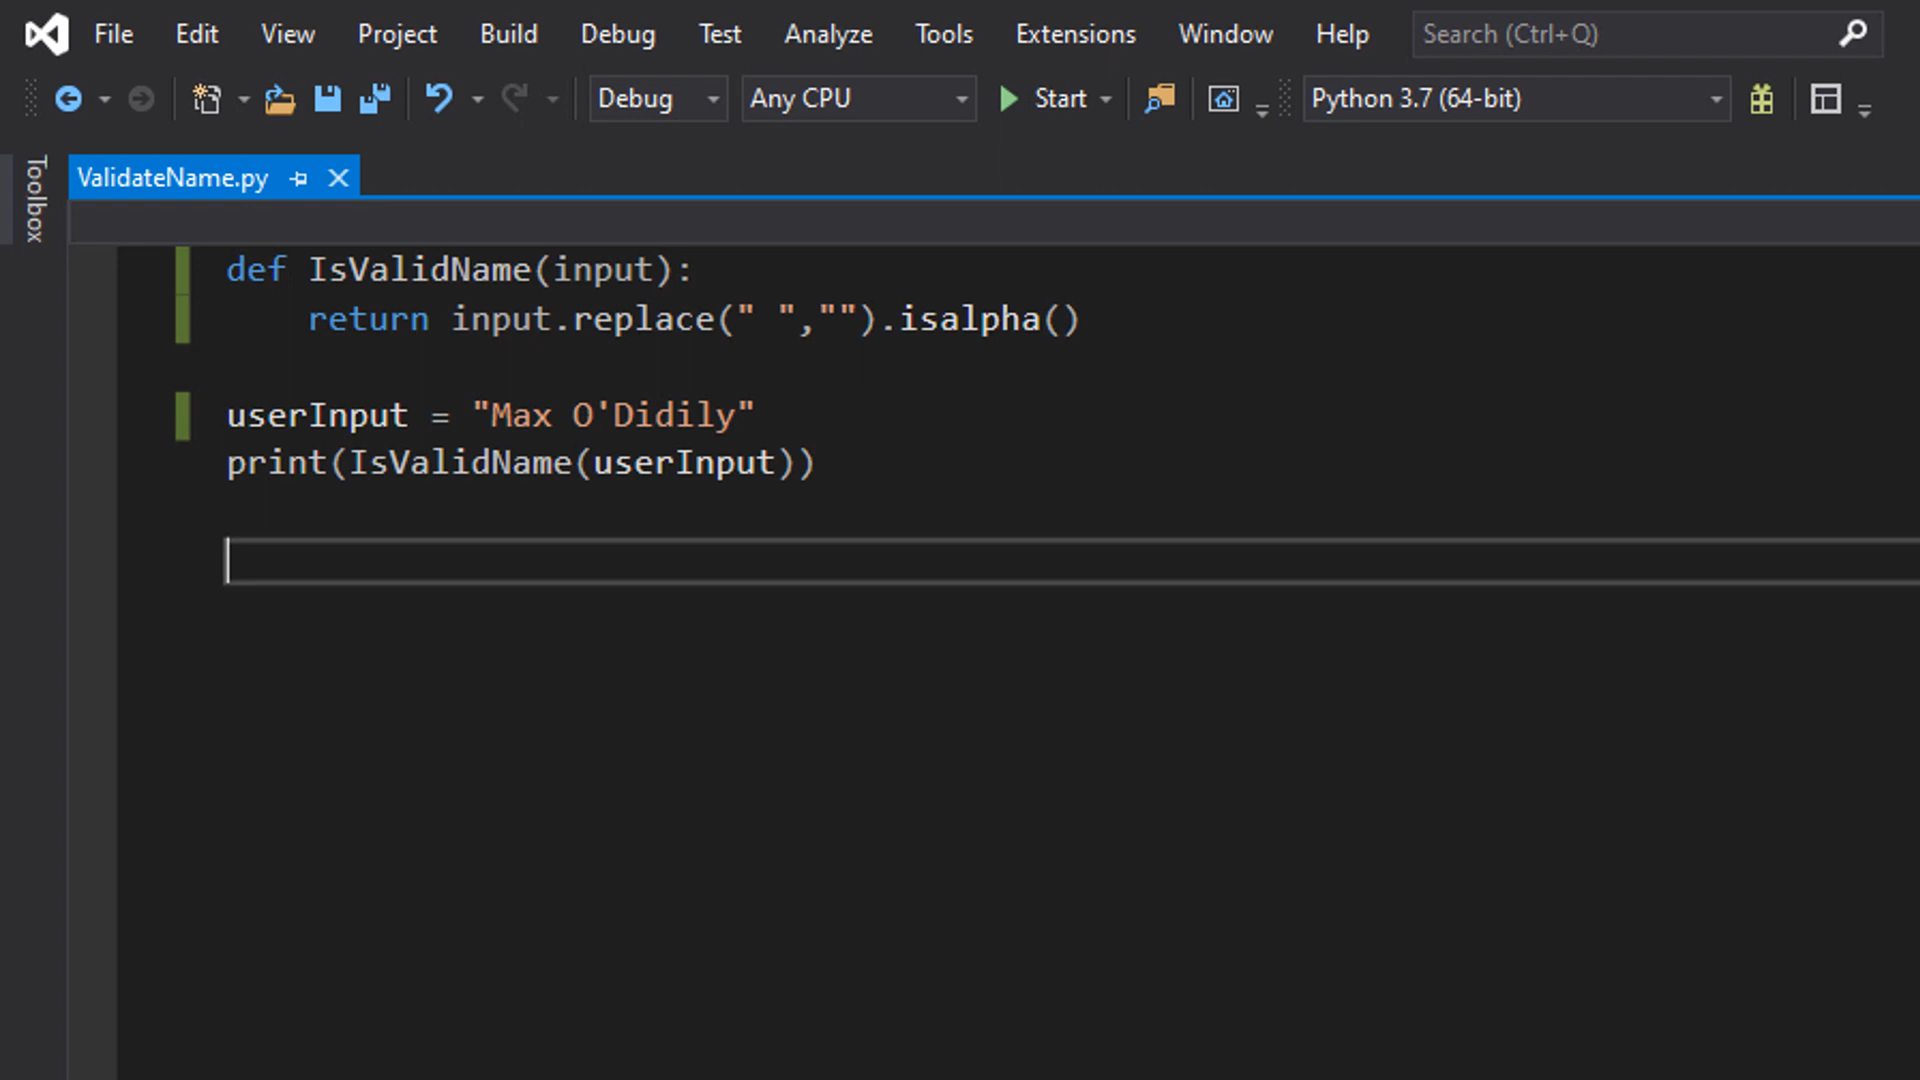 File Edit View Project Build Debug Test Analyze Tools Extensions Window Help Search (Ctrl+Q)
Debug Any CPU Start Python 3.7 (64-bit)
Toolbox
ValidateName.py
def IsValidName(input):
    return input.replace(" ","").isalpha()
userInput = "Max O'Didily"
print(IsValidName(userInput))